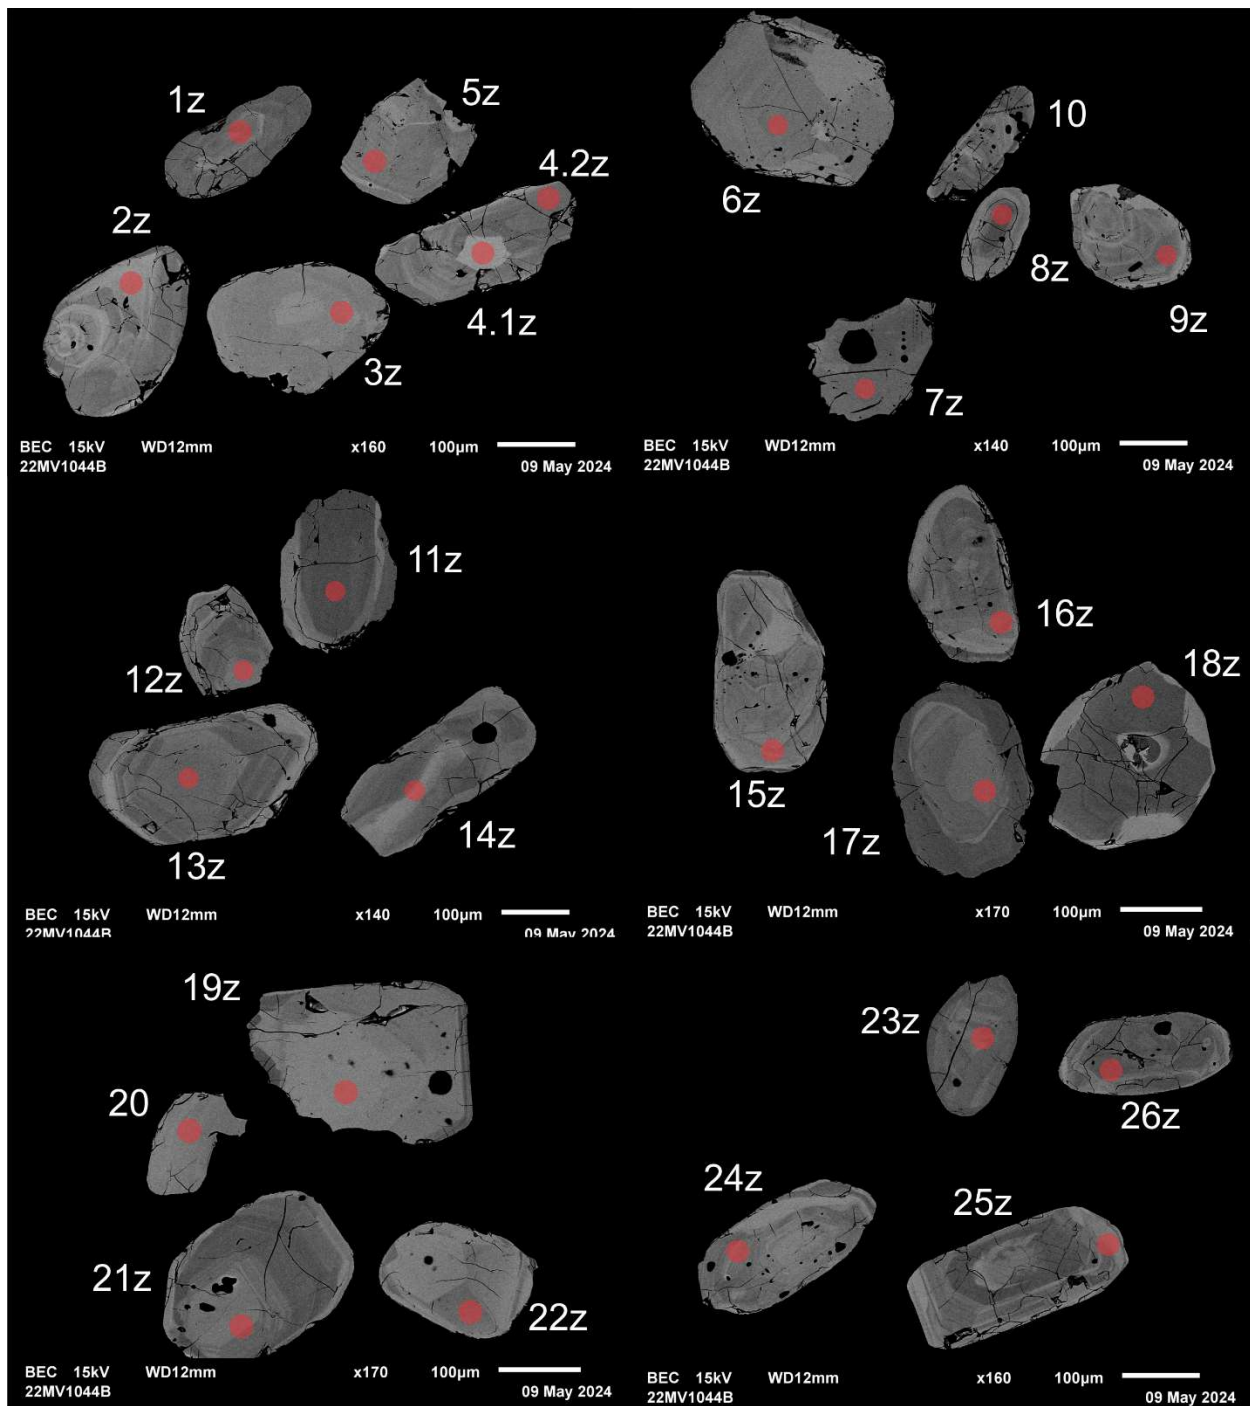 1z
5z
4.2z
2z
4.1z
3z
BEC 15kV WD12mm x160 100µm
22MV1044B 09 May 2024
10
6z
8z
9z
7z
BEC 15kV WD12mm x140 100µm
22MV1044B 09 May 2024
11z
12z
13z
14z
BEC 15kV WD12mm x140 100µm
22MV1044B 09 May 2024
16z
18z
15z
17z
BEC 15kV WD12mm x170 100µm
22MV1044B 09 May 2024
19z
20
21z
22z
BEC 15kV WD12mm x170 100µm
22MV1044B 09 May 2024
23z
26z
24z
25z
BEC 15kV WD12mm x160 100µm
22MV1044B 09 May 2024